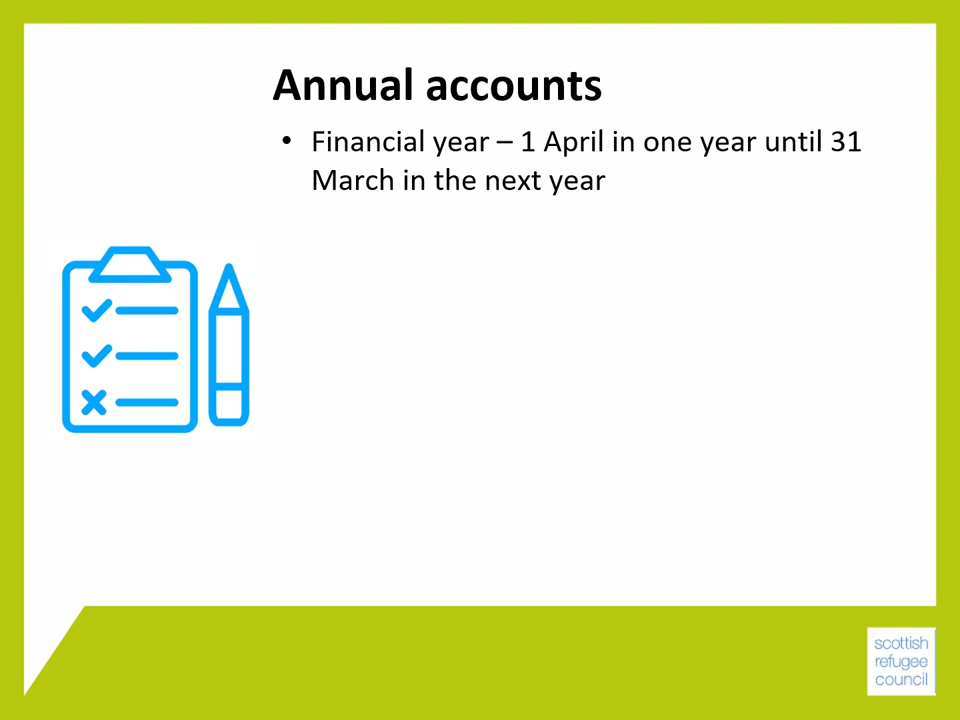 Annual accounts
• Financial year – 1 April in one year until 31
March in the next year
scottish
refugee
council